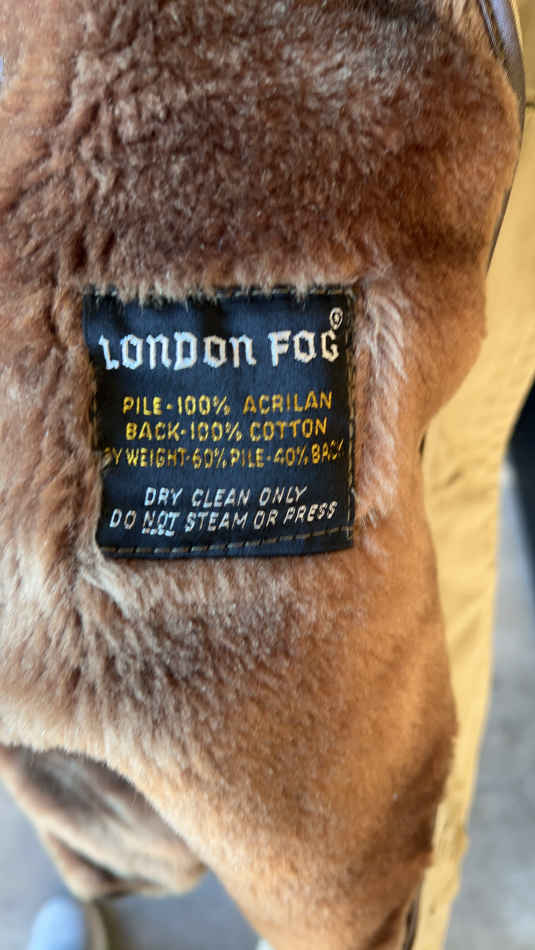 LONDON FOG®
PILE-100% ACRILAN
BACK-100% COTTON
BY WEIGHT-60% PILE-40% BACK
DRY CLEAN ONLY
DO NOT STEAM OR PRESS